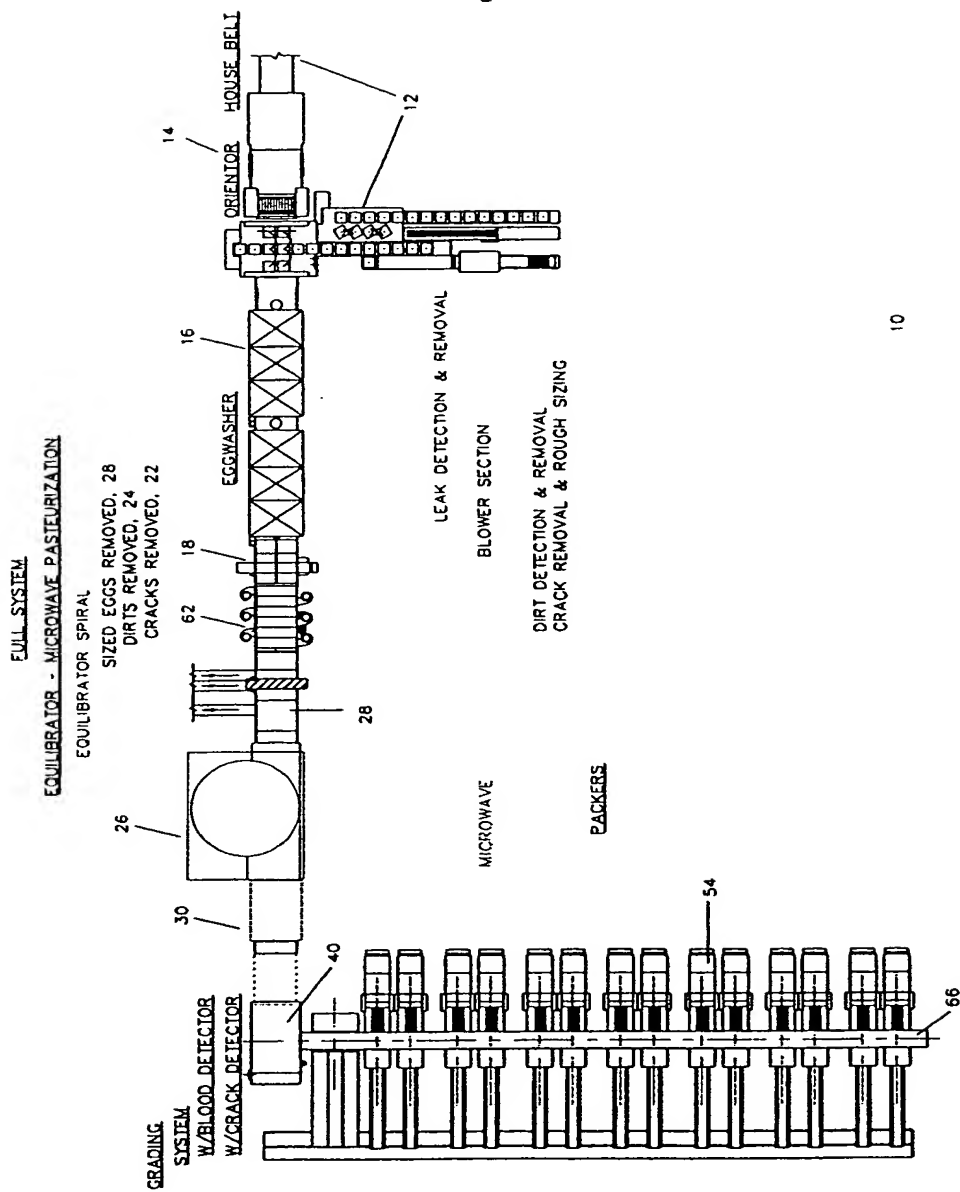 FULL SYSTEM
EQUILIBRATOR - MICROWAVE PASTEURIZATION
EQUILIBRATOR SPIRAL
SIZED EGGS REMOVED, 28
DIRTS REMOVED, 24
CRACKS REMOVED, 22
HOUSE BELT
ORIENTOR
14
12
EGGWASHER
16
18
62
28
26
30
40
GRADING
SYSTEM
W/BLOOD DETECTOR
W/CRACK DETECTOR
LEAK DETECTION & REMOVAL
BLOWER SECTION
DIRT DETECTION & REMOVAL
CRACK REMOVAL & ROUGH SIZING
MICROWAVE
PACKERS
54
66
10